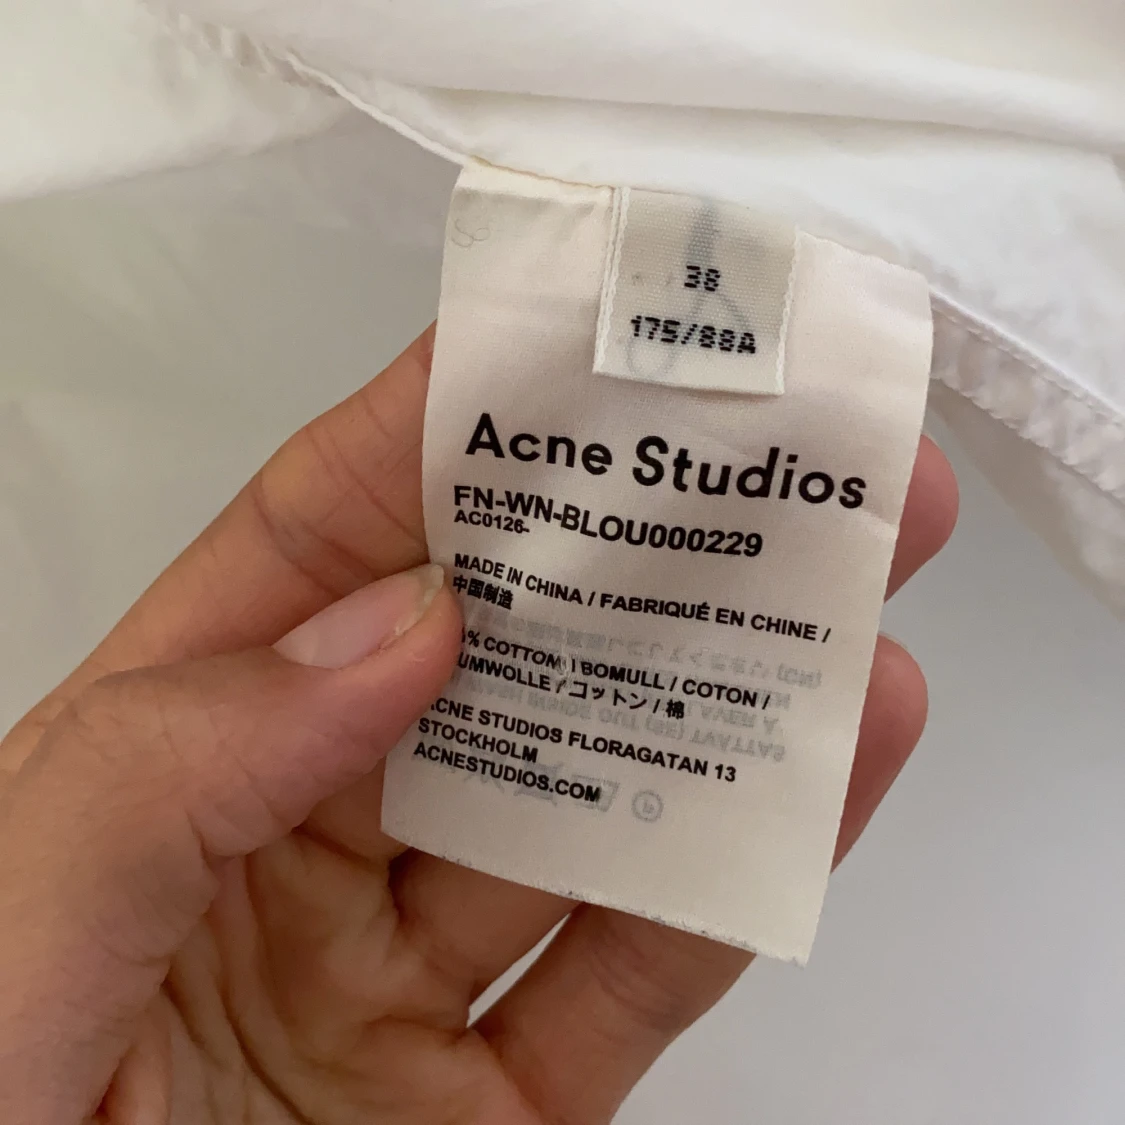 38
175/88A
Acne Studios
FN-WN-BLOU000229
AC0126-
MADE IN CHINA / FABRIQUÉ EN CHINE /
中国制造
% COTTON / BOMULL / COTON /
UMWOLLE / コットン / 棉
ACNE STUDIOS FLORAGATAN 13
STOCKHOLM
ACNESTUDIOS.COM